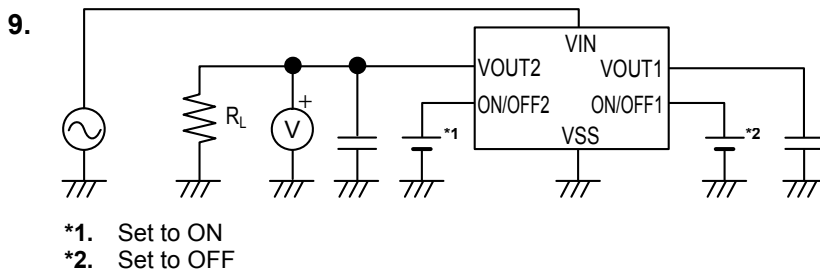 9.
VIN
VOUT2 VOUT1
ON/OFF2 ON/OFF1
VSS
RL
+
V
*1
*2
*1. Set to ON
*2. Set to OFF